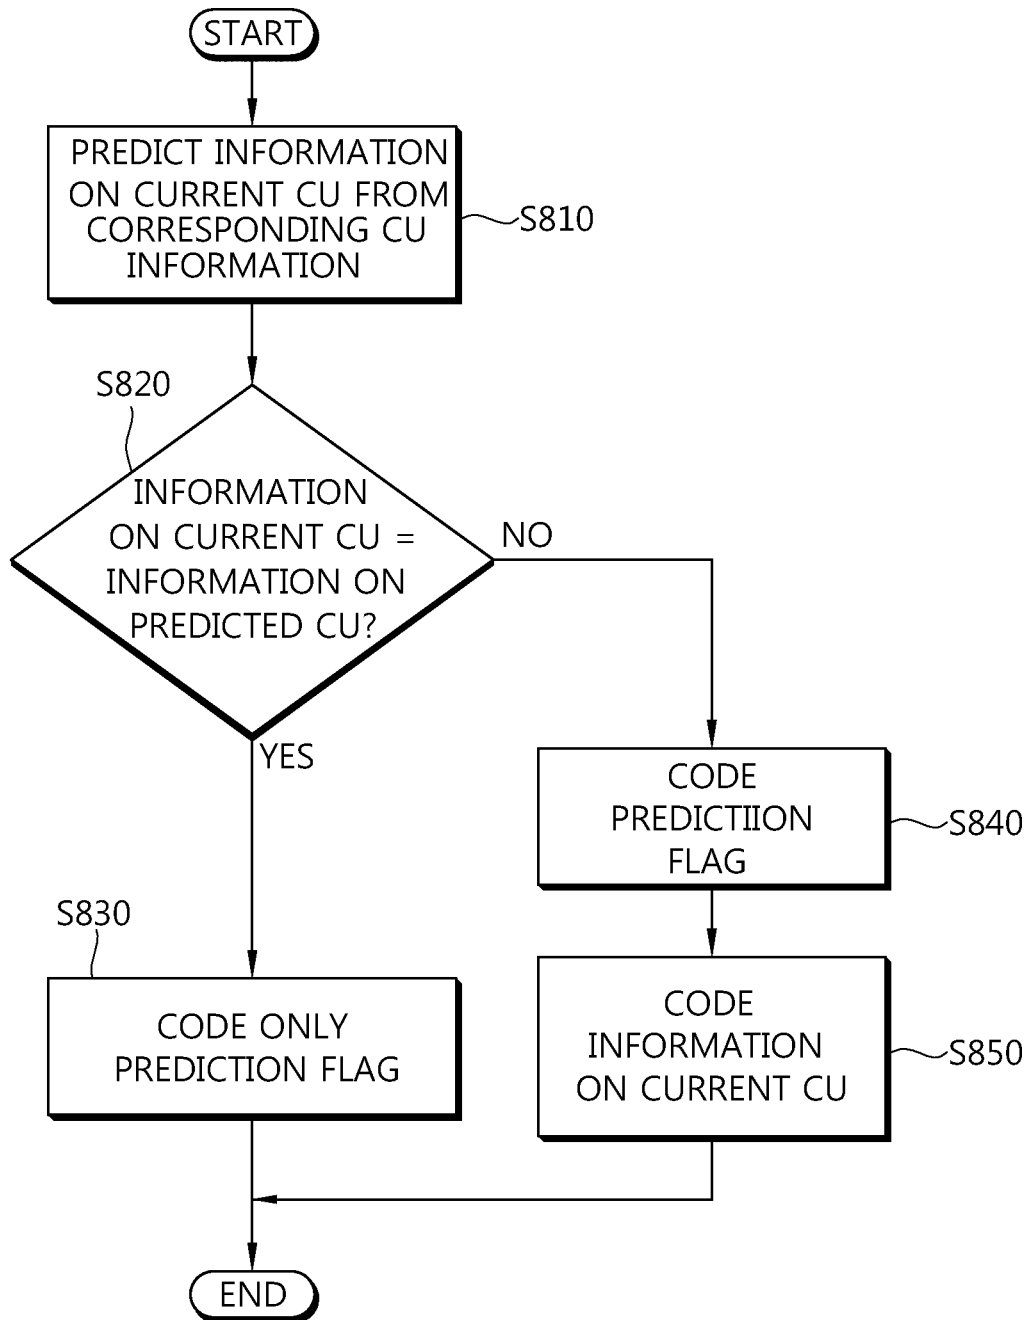 START
PREDICT INFORMATION
ON CURRENT CU FROM
CORRESPONDING CU
INFORMATION
S810
S820
INFORMATION
ON CURRENT CU =
INFORMATION ON
PREDICTED CU?
NO
YES
CODE
PREDICTIION
FLAG
S840
S830
CODE ONLY
PREDICTION FLAG
CODE
INFORMATION
ON CURRENT CU
S850
END